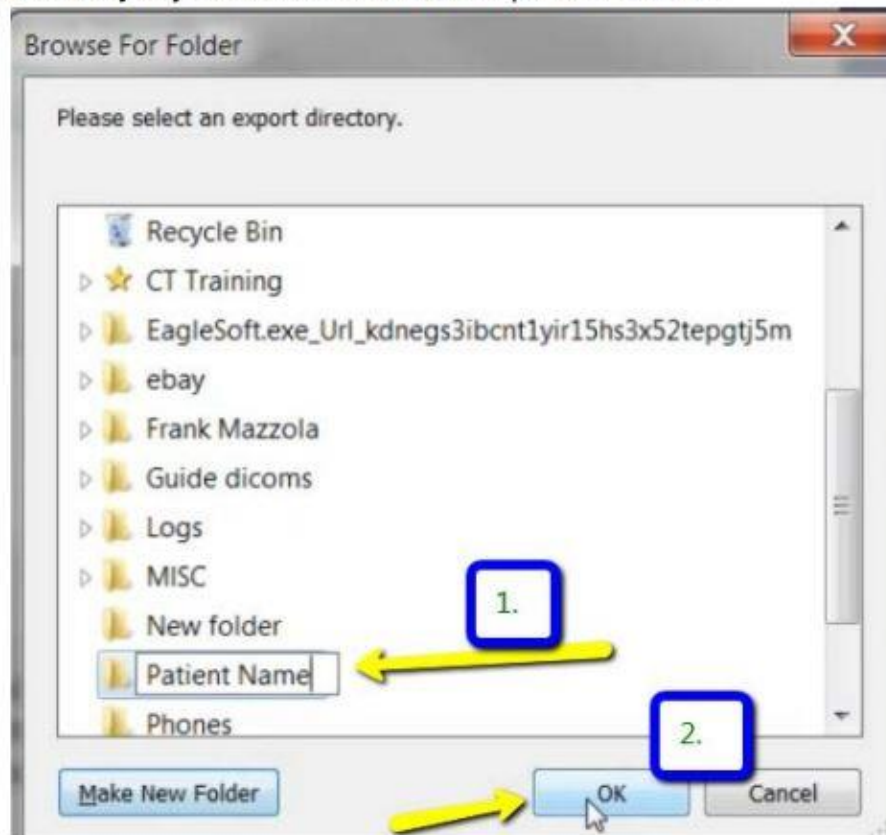 Browse For Folder
X
Please select an export directory.
Recycle Bin
CT Training
EagleSoft.exe_Url_kdnegs3ibcnt1yir15hs3x52tepgtj5m
ebay
Frank Mazzola
Guide dicoms
Logs
MISC
1.
New folder
Patient Name
Phones
2.
Make New Folder
OK
Cancel